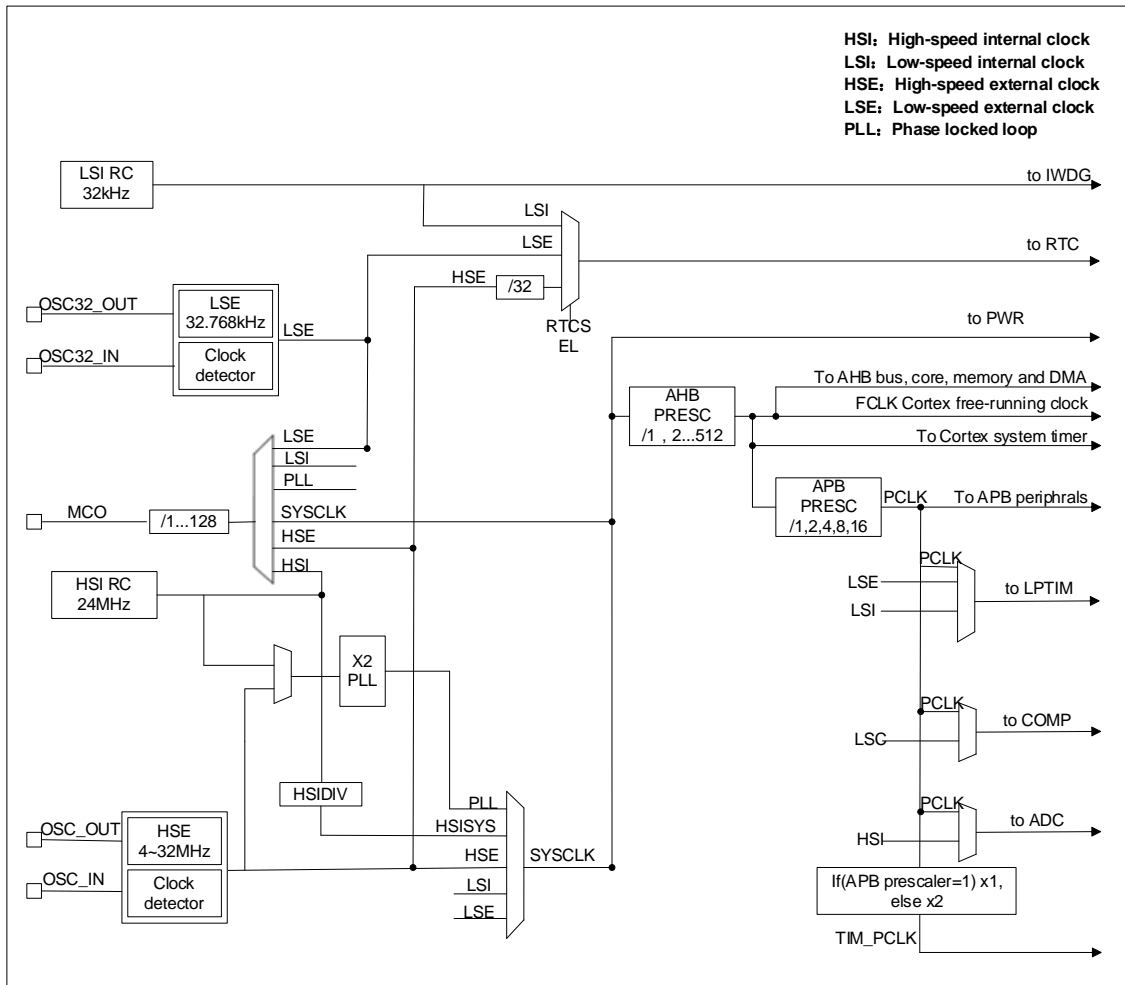 HSI：High-speed internal clock
LSI：Low-speed internal clock
HSE：High-speed external clock
LSE：Low-speed external clock
PLL：Phase locked loop
LSI RC
32kHz
to IWDG
LSI
LSE
HSE
/32
to RTC
RTCS
EL
OSC32_OUT
OSC32_IN
LSE
32.768kHz
Clock
detector
LSE
to PWR
AHB
PRESC
/1 , 2...512
To AHB bus, core, memory and DMA
FCLK Cortex free-running clock
To Cortex system timer
LSE
LSI
PLL
SYSCLK
HSE
HSI
MCO
/1...128
APB
PRESC
/1,2,4,8,16
PCLK
To APB periphrals
HSI RC
24MHz
PCLK
LSE
LSI
to LPTIM
X2
PLL
PCLK
LSC
to COMP
HSIDIV
PLL
HSISYS
HSE
LSI
LSE
SYSCLK
PCLK
HSI
to ADC
OSC_OUT
OSC_IN
HSE
4~32MHz
Clock
detector
If(APB prescaler=1) x1,
else x2
TIM_PCLK